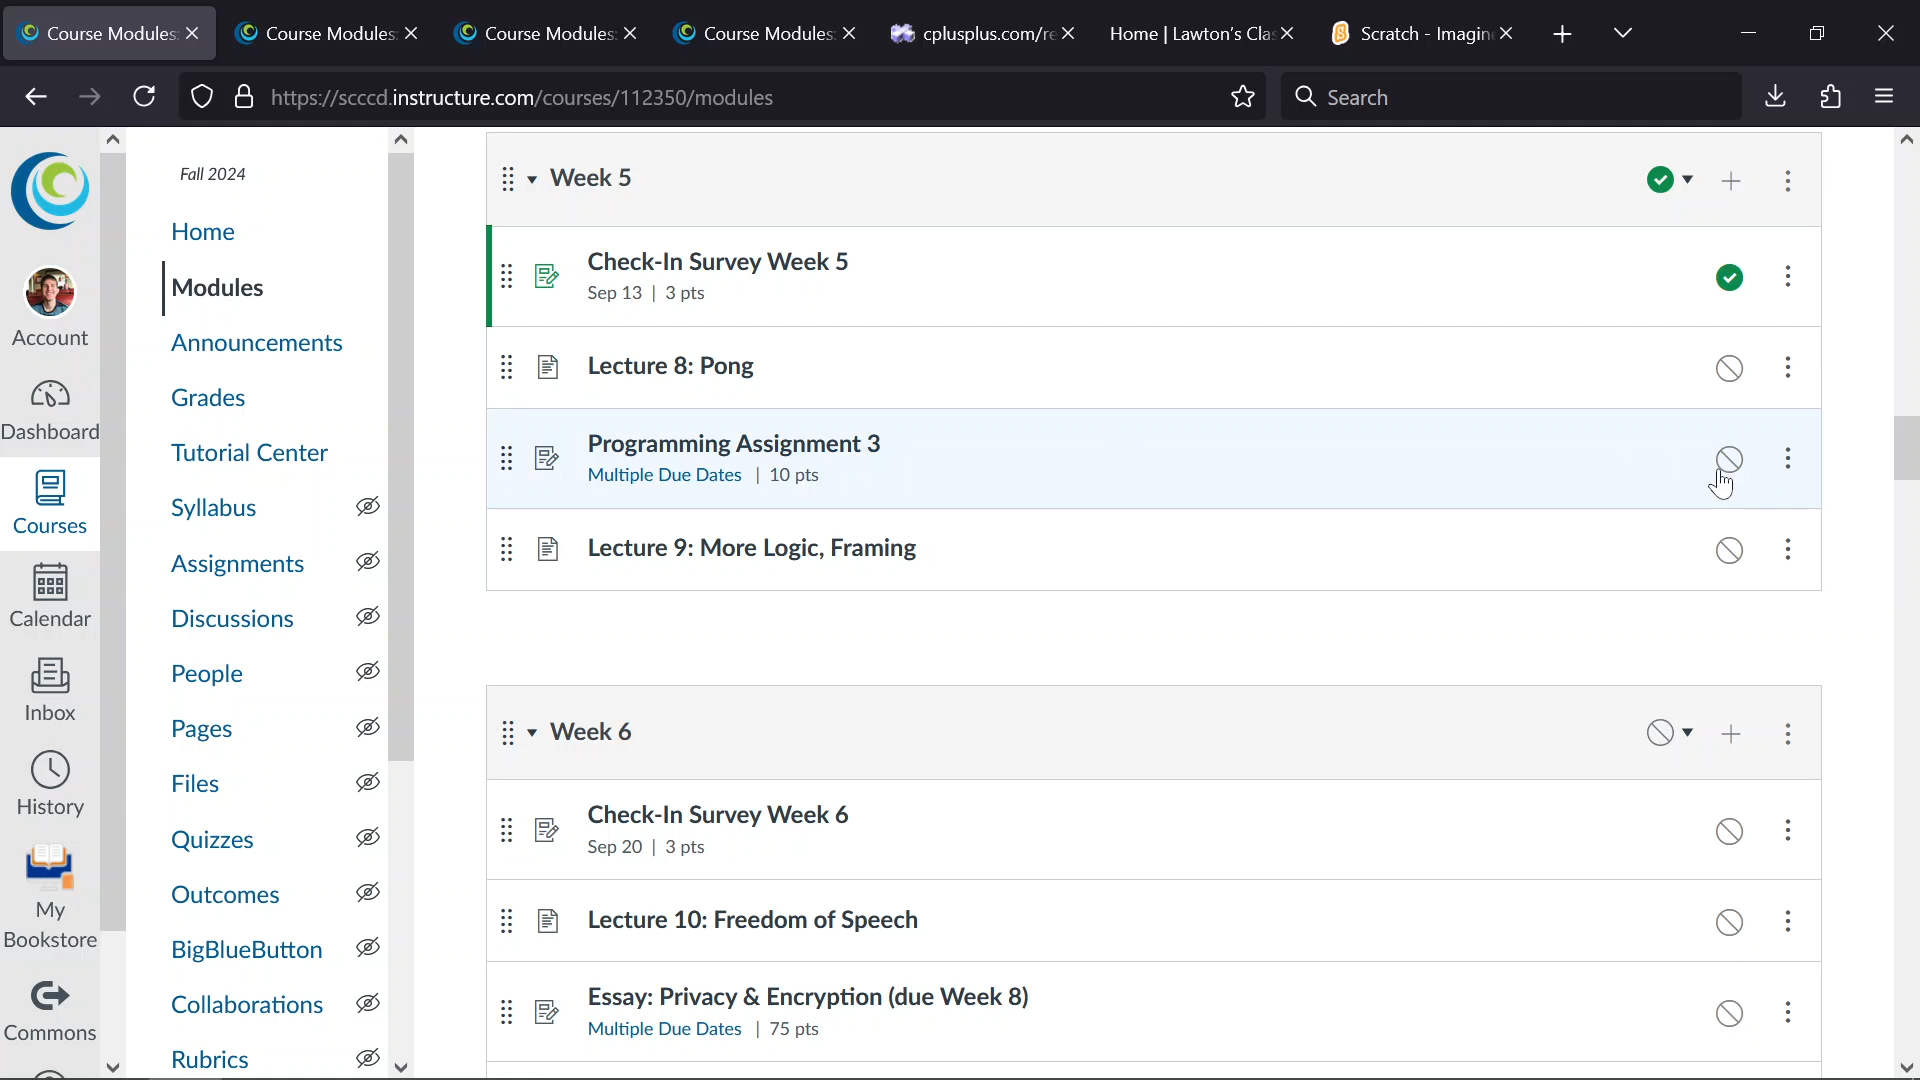 Course Modules:
Course Modules:
Course Modules:
Course Modules:
cplusplus.com/re
Home | Lawton's Cla
Scratch - Imagin
https://scccd.instructure.com/courses/112350/modules
Search
Account
Dashboard
Courses
Calendar
Inbox
History
My
Bookstore
Commons
Fall 2024
Home
Modules
Announcements
Grades
Tutorial Center
Syllabus
Assignments
Discussions
People
Pages
Files
Quizzes
Outcomes
BigBlueButton
Collaborations
Rubrics
Week 5
Check-In Survey Week 5
Sep 13 | 3 pts
Lecture 8: Pong
Programming Assignment 3
Multiple Due Dates | 10 pts
Lecture 9: More Logic, Framing
Week 6
Check-In Survey Week 6
Sep 20 | 3 pts
Lecture 10: Freedom of Speech
Essay: Privacy & Encryption (due Week 8)
Multiple Due Dates | 75 pts